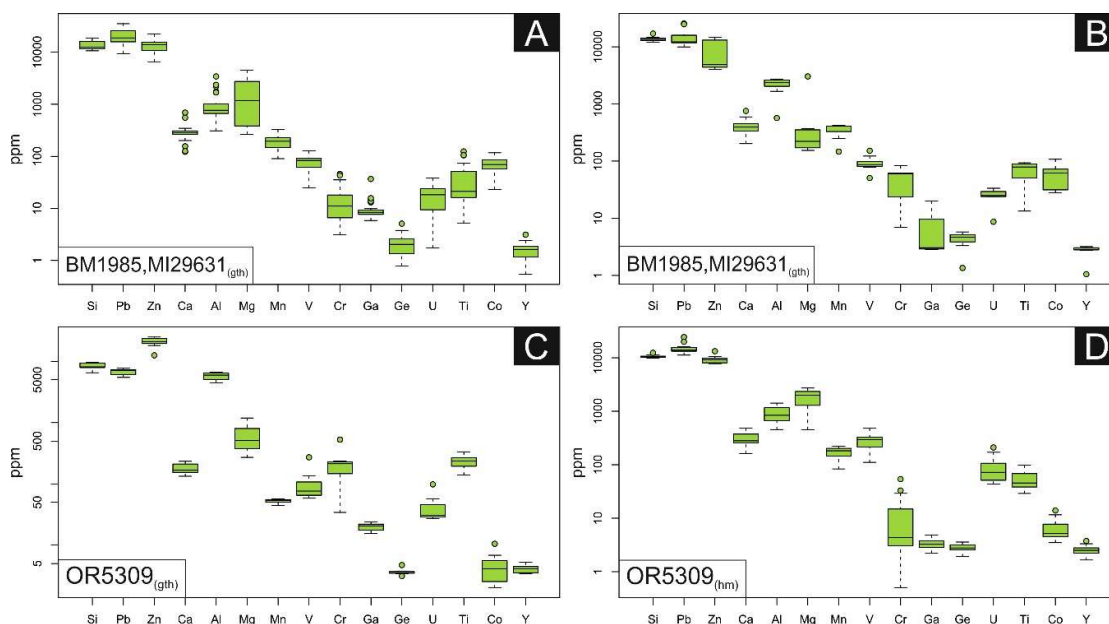 A
ppm
10000
1000
100
10
1
BM1985,MI29631(gth)
Si Pb Zn Ca Al Mg Mn V Cr Ga Ge U Ti Co Y
B
ppm
10000
1000
100
10
1
BM1985,MI29631(gth)
Si Pb Zn Ca Al Mg Mn V Cr Ga Ge U Ti Co Y
C
ppm
5000
500
50
5
OR5309(gth)
Si Pb Zn Ca Al Mg Mn V Cr Ga Ge U Ti Co Y
D
ppm
10000
1000
100
10
1
OR5309(hm)
Si Pb Zn Ca Al Mg Mn V Cr Ga Ge U Ti Co Y